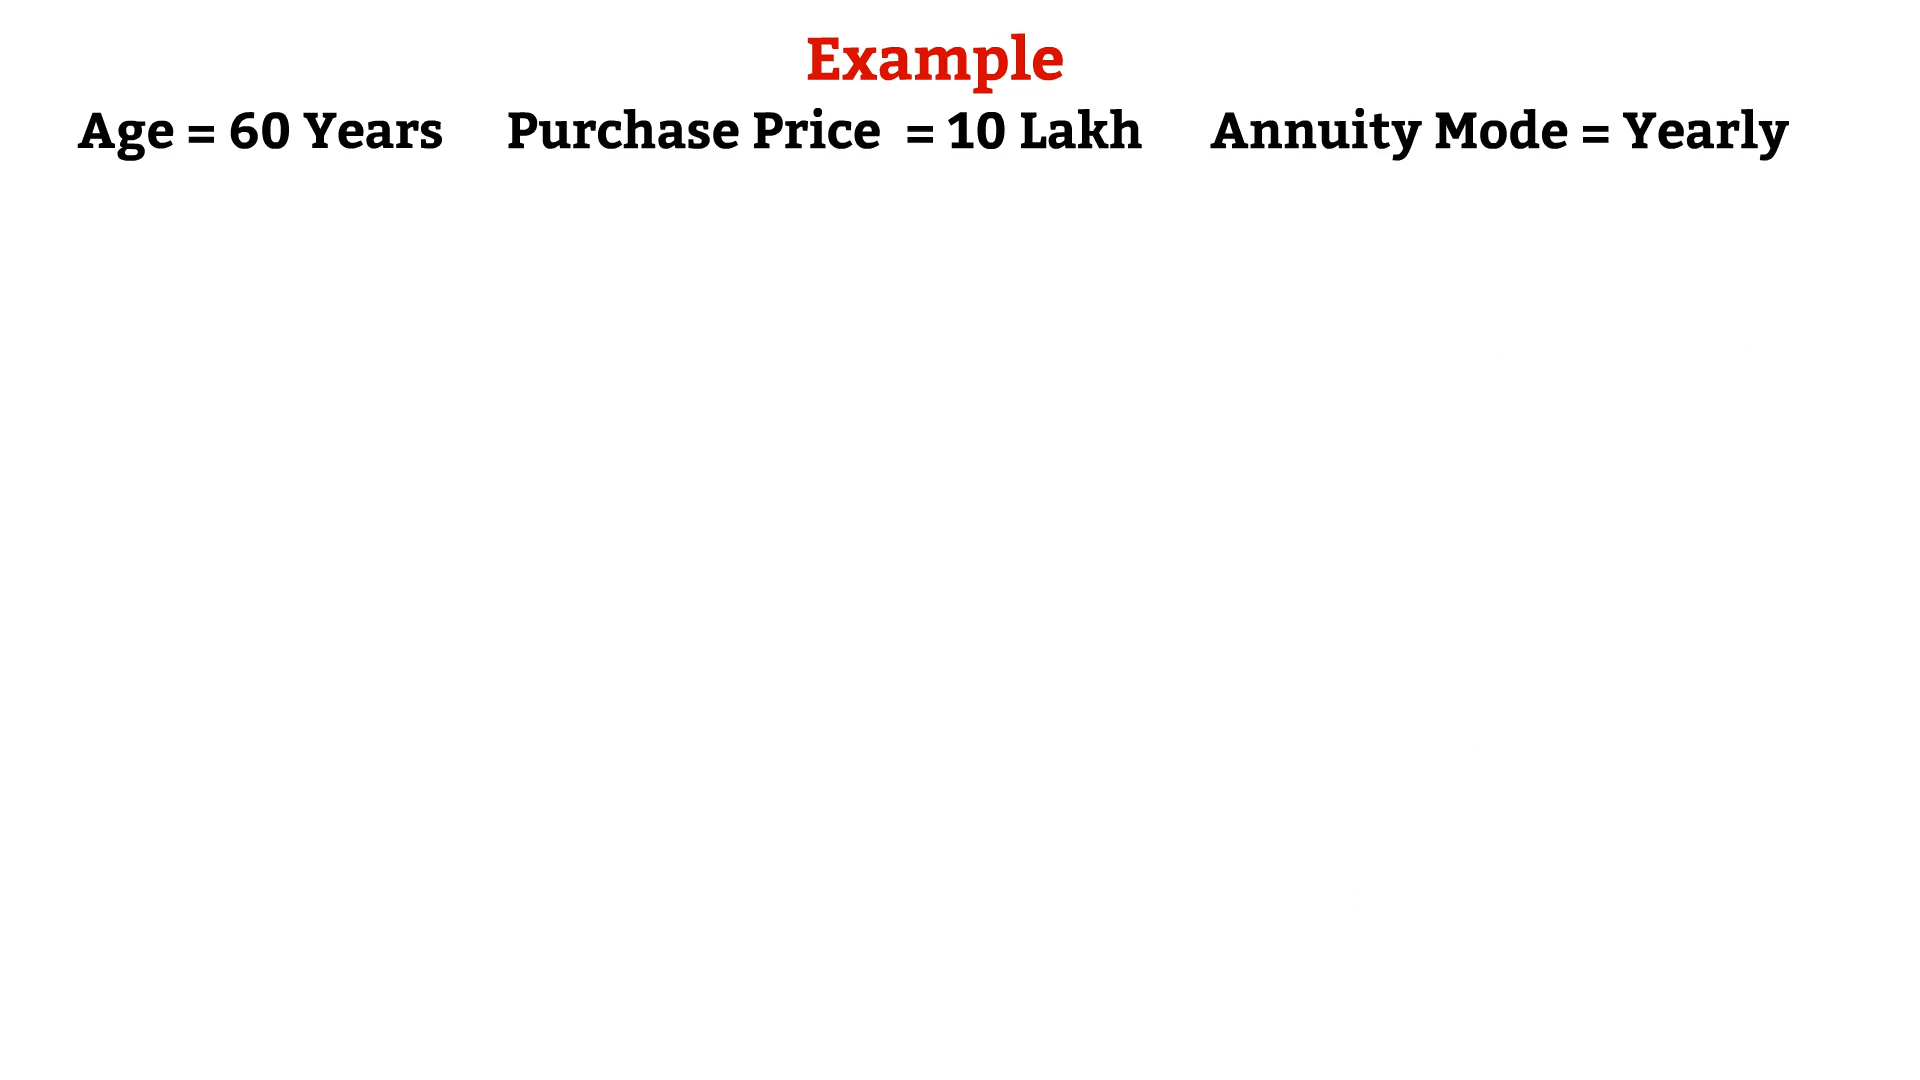 Example
Age = 60 Years Purchase Price = 10 Lakh Annuity Mode = Yearly